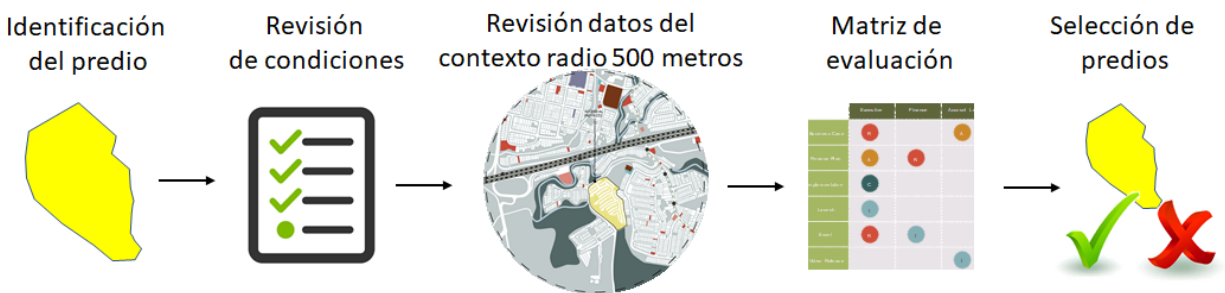 Identificación
del predio
Revisión
de condiciones
Revisión datos del
contexto radio 500 metros
Matriz de
evaluación
Selección de
predios